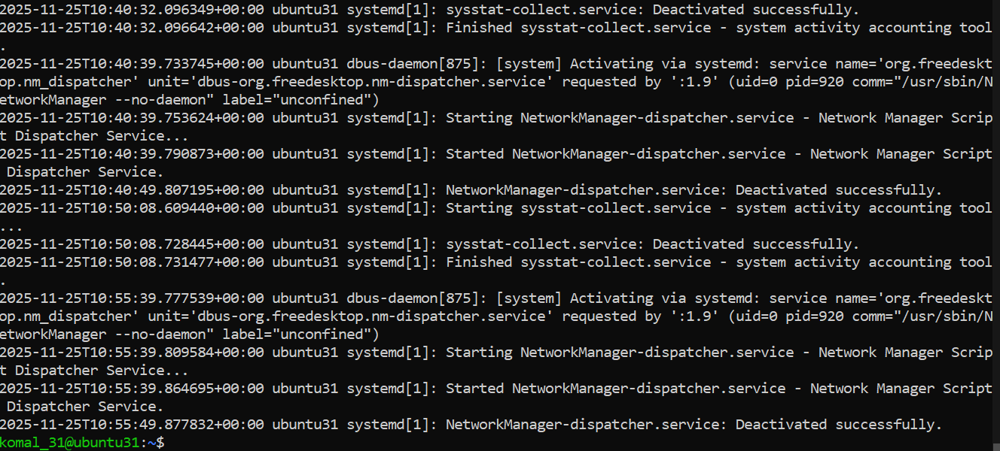 2025-11-25T10:40:32.096349+00:00 ubuntu31 systemd[1]: sysstat-collect.service: Deactivated successfully.
2025-11-25T10:40:32.096642+00:00 ubuntu31 systemd[1]: Finished sysstat-collect.service - system activity accounting tool
.
2025-11-25T10:40:39.733745+00:00 ubuntu31 dbus-daemon[875]: [system] Activating via systemd: service name='org.freedeskt
op.nm_dispatcher' unit='dbus-org.freedesktop.nm-dispatcher.service' requested by ':1.9' (uid=0 pid=920 comm="/usr/sbin/N
etworkManager --no-daemon" label="unconfined")
2025-11-25T10:40:39.753624+00:00 ubuntu31 systemd[1]: Starting NetworkManager-dispatcher.service - Network Manager Scrip
t Dispatcher Service...
2025-11-25T10:40:39.790873+00:00 ubuntu31 systemd[1]: Started NetworkManager-dispatcher.service - Network Manager Script
 Dispatcher Service.
2025-11-25T10:40:49.807195+00:00 ubuntu31 systemd[1]: NetworkManager-dispatcher.service: Deactivated successfully.
2025-11-25T10:50:08.609440+00:00 ubuntu31 systemd[1]: Starting sysstat-collect.service - system activity accounting tool
...
2025-11-25T10:50:08.728445+00:00 ubuntu31 systemd[1]: sysstat-collect.service: Deactivated successfully.
2025-11-25T10:50:08.731477+00:00 ubuntu31 systemd[1]: Finished sysstat-collect.service - system activity accounting tool
.
2025-11-25T10:55:39.777539+00:00 ubuntu31 dbus-daemon[875]: [system] Activating via systemd: service name='org.freedeskt
op.nm_dispatcher' unit='dbus-org.freedesktop.nm-dispatcher.service' requested by ':1.9' (uid=0 pid=920 comm="/usr/sbin/N
etworkManager --no-daemon" label="unconfined")
2025-11-25T10:55:39.809584+00:00 ubuntu31 systemd[1]: Starting NetworkManager-dispatcher.service - Network Manager Scrip
t Dispatcher Service...
2025-11-25T10:55:39.864695+00:00 ubuntu31 systemd[1]: Started NetworkManager-dispatcher.service - Network Manager Script
 Dispatcher Service.
2025-11-25T10:55:49.877832+00:00 ubuntu31 systemd[1]: NetworkManager-dispatcher.service: Deactivated successfully.
komal_31@ubuntu31:~$